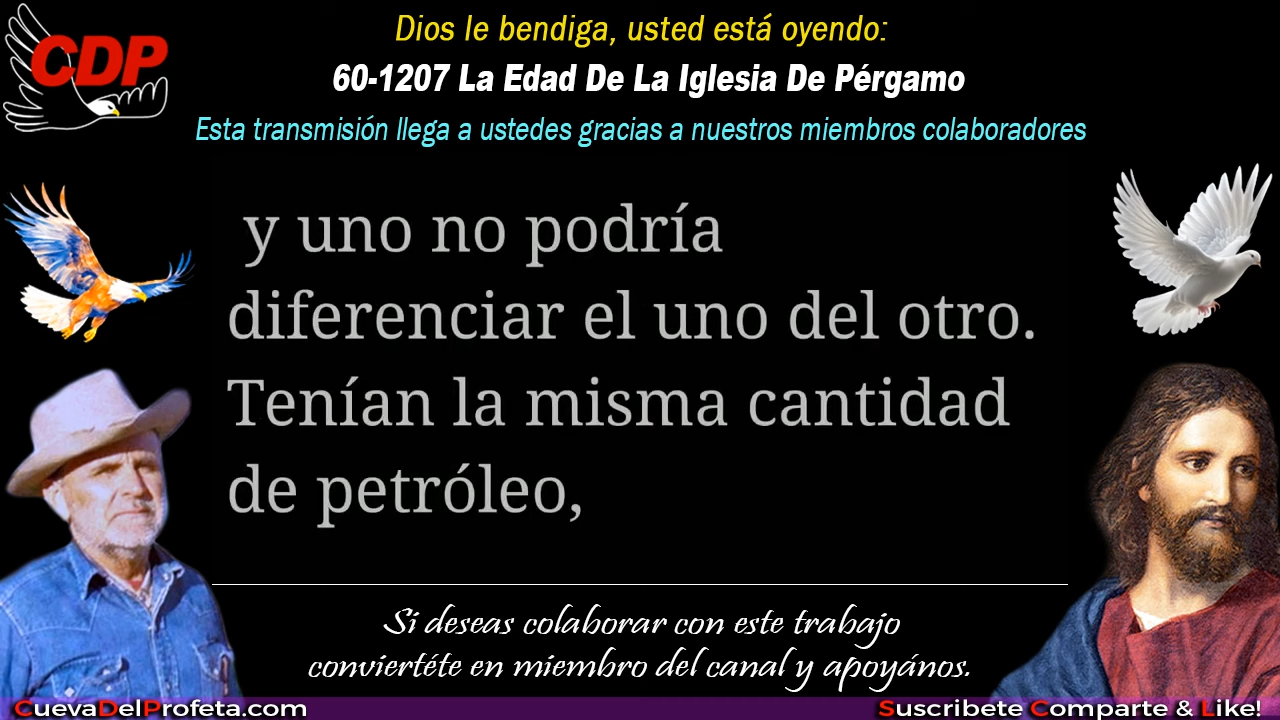 CDP
Dios le bendiga, usted está oyendo:
60-1207 La Edad De La Iglesia De Pérgamo
Esta transmisión llega a ustedes gracias a nuestros miembros colaboradores
y uno no podría
diferenciar el uno del otro.
Tenían la misma cantidad
de petróleo,
Si deseas colaborar con este trabajo
conviertéte en miembro del canal y apoyános.
CuevaDelProfeta.com
Suscribete Comparte & Like!